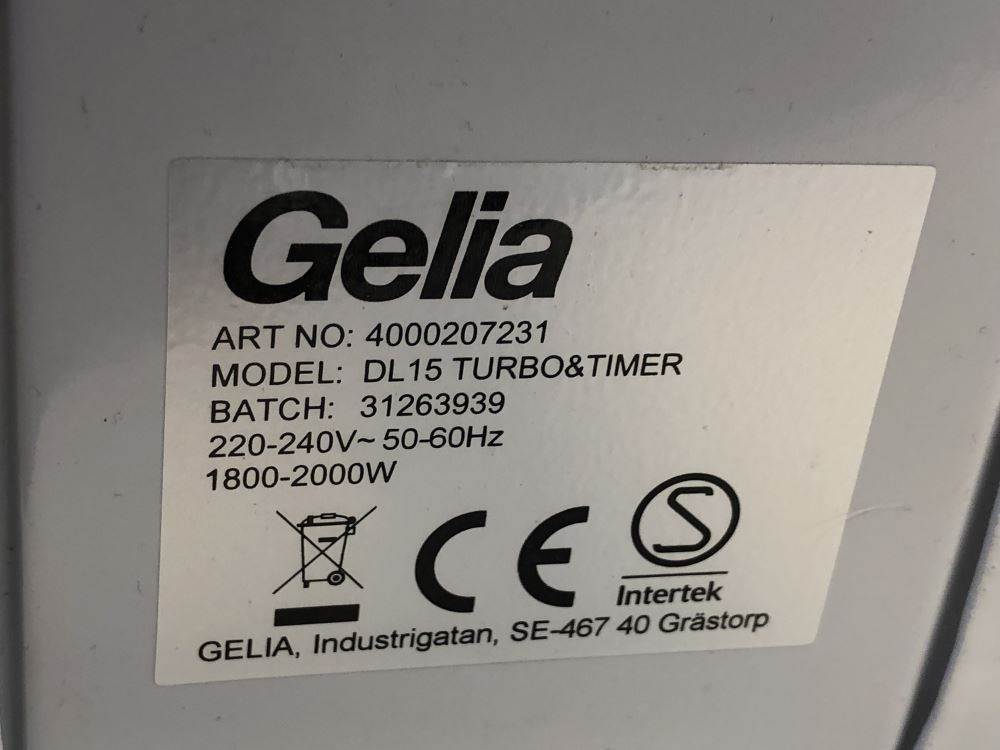 Gelia
ART NO: 4000207231
MODEL: DL15 TURBO&TIMER
BATCH: 31263939
220-240V~ 50-60Hz
1800-2000W
CE
S
Intertek
GELIA, Industrigatan, SE-467 40 Grästorp